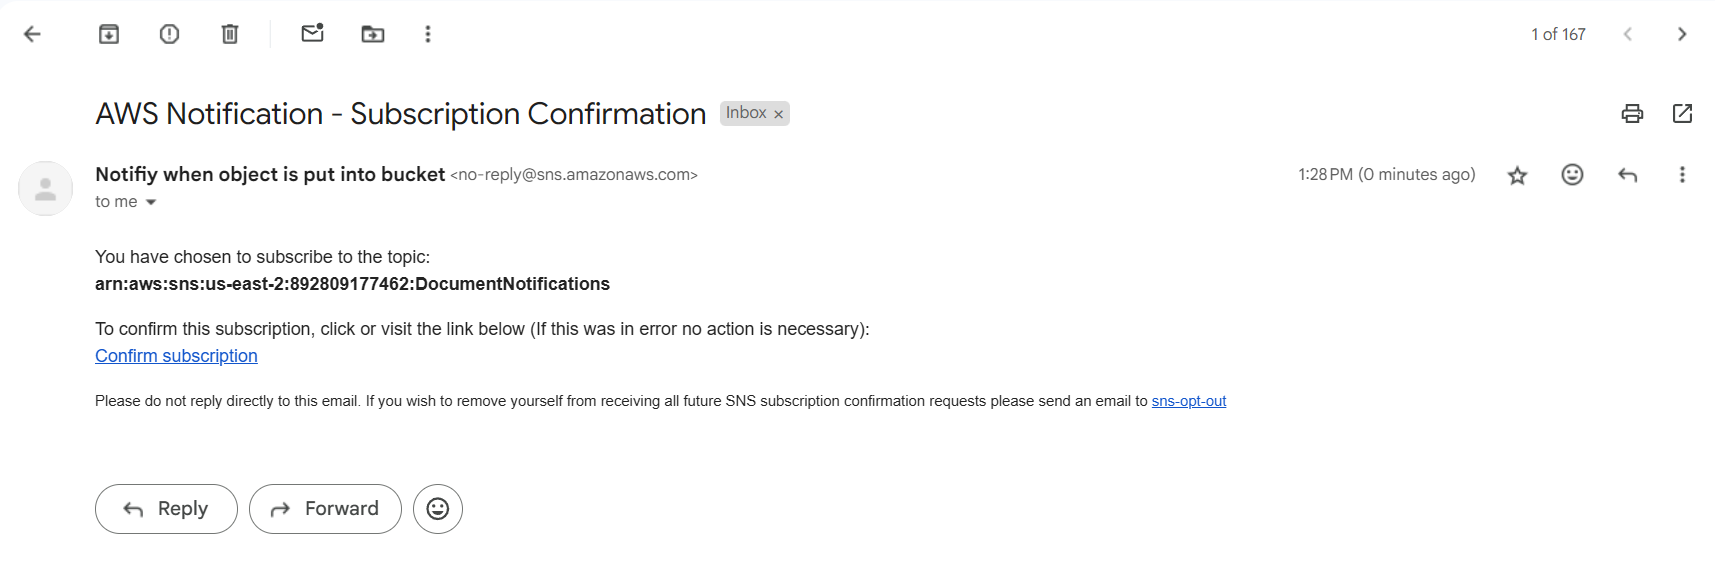 1 of 167
AWS Notification - Subscription Confirmation Inbox ×
Notifiy when object is put into bucket <no-reply@sns.amazonaws.com> 1:28 PM (0 minutes ago)
to me
You have chosen to subscribe to the topic:
arn:aws:sns:us-east-2:892809177462:DocumentNotifications
To confirm this subscription, click or visit the link below (If this was in error no action is necessary):
Confirm subscription
Please do not reply directly to this email. If you wish to remove yourself from receiving all future SNS subscription confirmation requests please send an email to sns-opt-out
Reply Forward